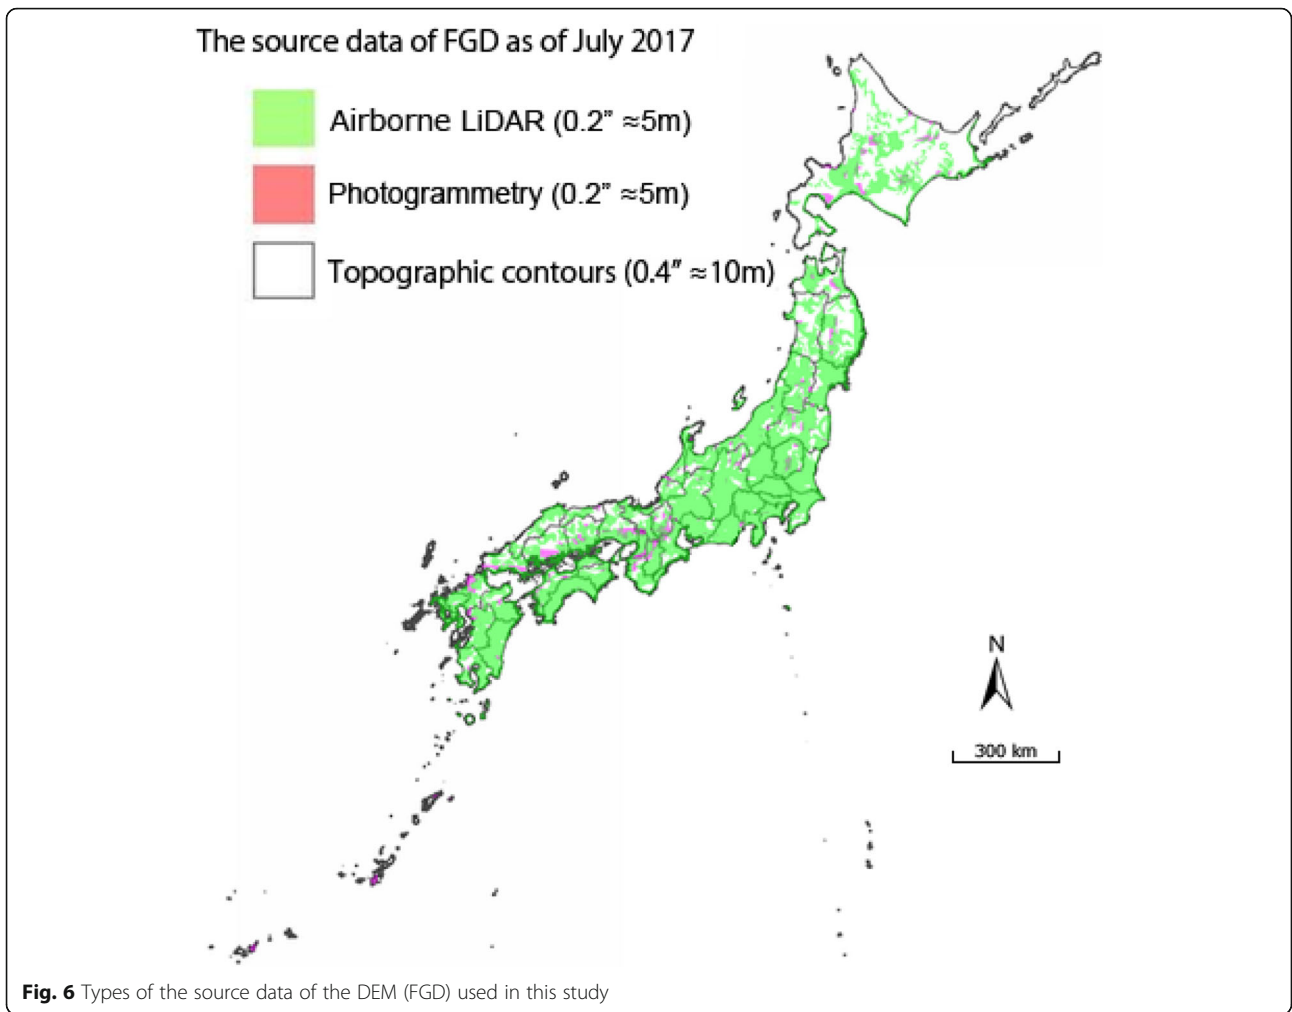 The source data of FGD as of July 2017
Airborne LiDAR (0.2” ≈5m)
Photogrammetry (0.2” ≈5m)
Topographic contours (0.4” ≈10m)
N
300 km
Fig. 6 Types of the source data of the DEM (FGD) used in this study